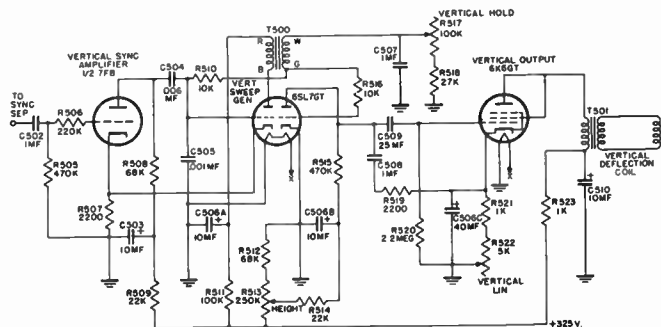 T500
R
W
B
G
VERTICAL HOLD
R517
100K
C507
1MF
R518
27K
VERTICAL SYNC
AMPLIFIER
1/2 7F8
C504
.006
MF
R510
10K
VERT
SWEEP
GEN
6SL7GT
R516
10K
VERTICAL OUTPUT
6K6GT
T501
VERTICAL
DEFLECTION
COIL
TO
SYNC
SEP
C502
.1MF
R506
220K
R505
470K
R508
68K
C505
.001MF
R515
470K
C509
.25MF
C508
.1MF
R519
2200
C510
10MF
R507
2200
C503
10MF
C506A
10MF
C506B
10MF
R512
68K
R520
2.2MEG
C506C
40MF
R521
1K
R522
5K
VERTICAL
LIN
R523
1K
R509
22K
R511
100K
R513
250K
HEIGHT
R514
22K
+325V.